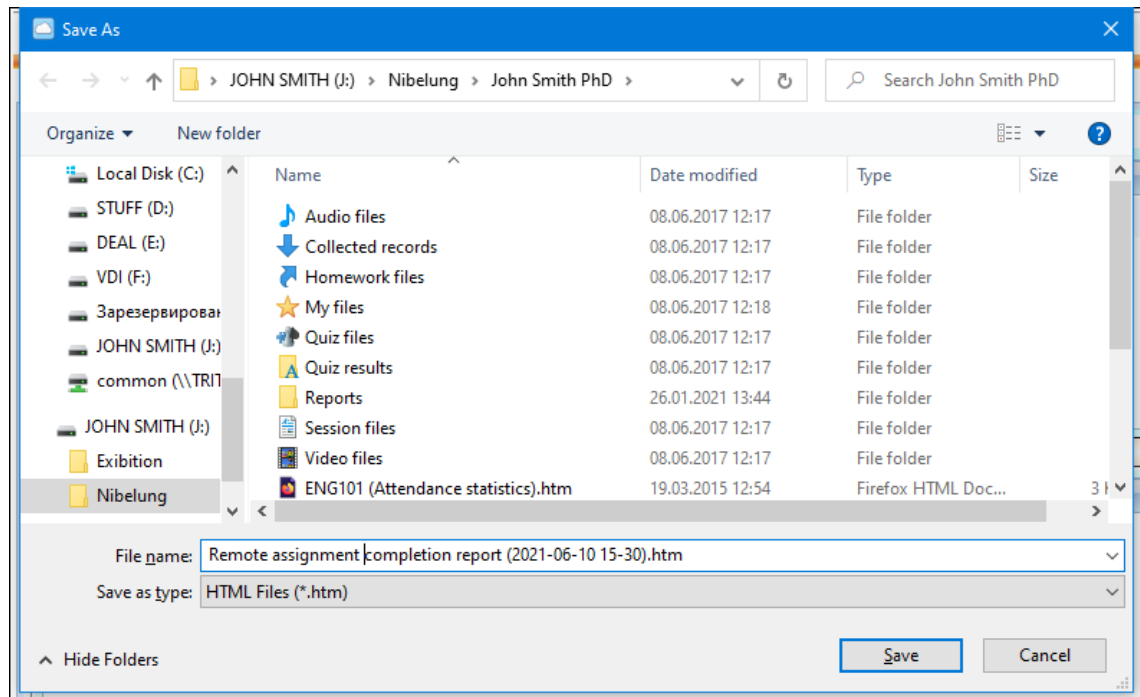 Save As
JOHN SMITH (J:) > Nibelung > John Smith PhD >
Search John Smith PhD
Organize
New folder
?
Local Disk (C:)
STUFF (D:)
DEAL (E:)
VDI (F:)
Зарезервирован
JOHN SMITH (J:)
common (\\TRIT
JOHN SMITH (J:)
Exibition
Nibelung
Name Date modified Type Size
Audio files 08.06.2017 12:17 File folder
Collected records 08.06.2017 12:17 File folder
Homework files 08.06.2017 12:17 File folder
My files 08.06.2017 12:18 File folder
Quiz files 08.06.2017 12:17 File folder
Quiz results 08.06.2017 12:17 File folder
Reports 26.01.2021 13:44 File folder
Session files 08.06.2017 12:17 File folder
Video files 08.06.2017 12:17 File folder
ENG101 (Attendance statistics).htm 19.03.2015 12:54 Firefox HTML Doc... 3
File name: Remote assignment completion report (2021-06-10 15-30).htm
Save as type: HTML Files (*.htm)
Hide Folders
Save
Cancel